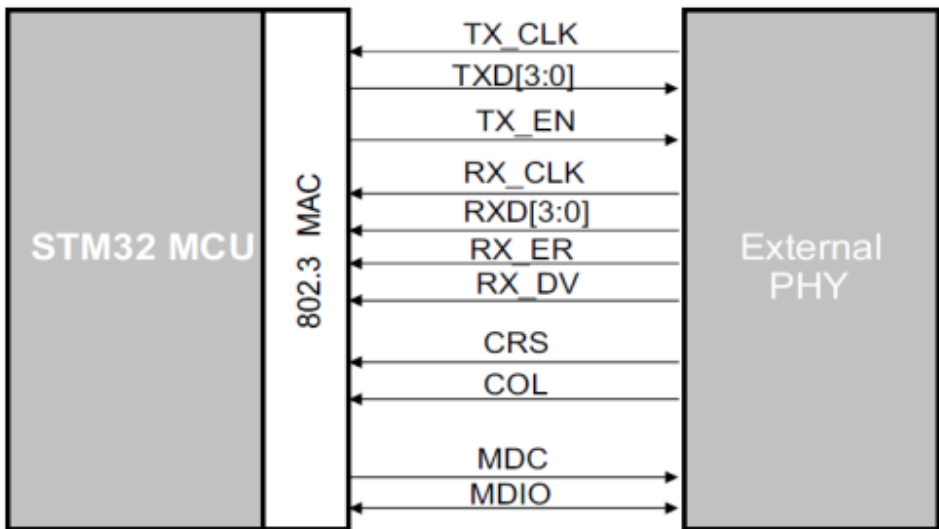 TX_CLK
TXD[3:0]
TX_EN
RX_CLK
RXD[3:0]
RX_ER
RX_DV
CRS
COL
MDC
MDIO
STM32 MCU
802.3 MAC
External
PHY